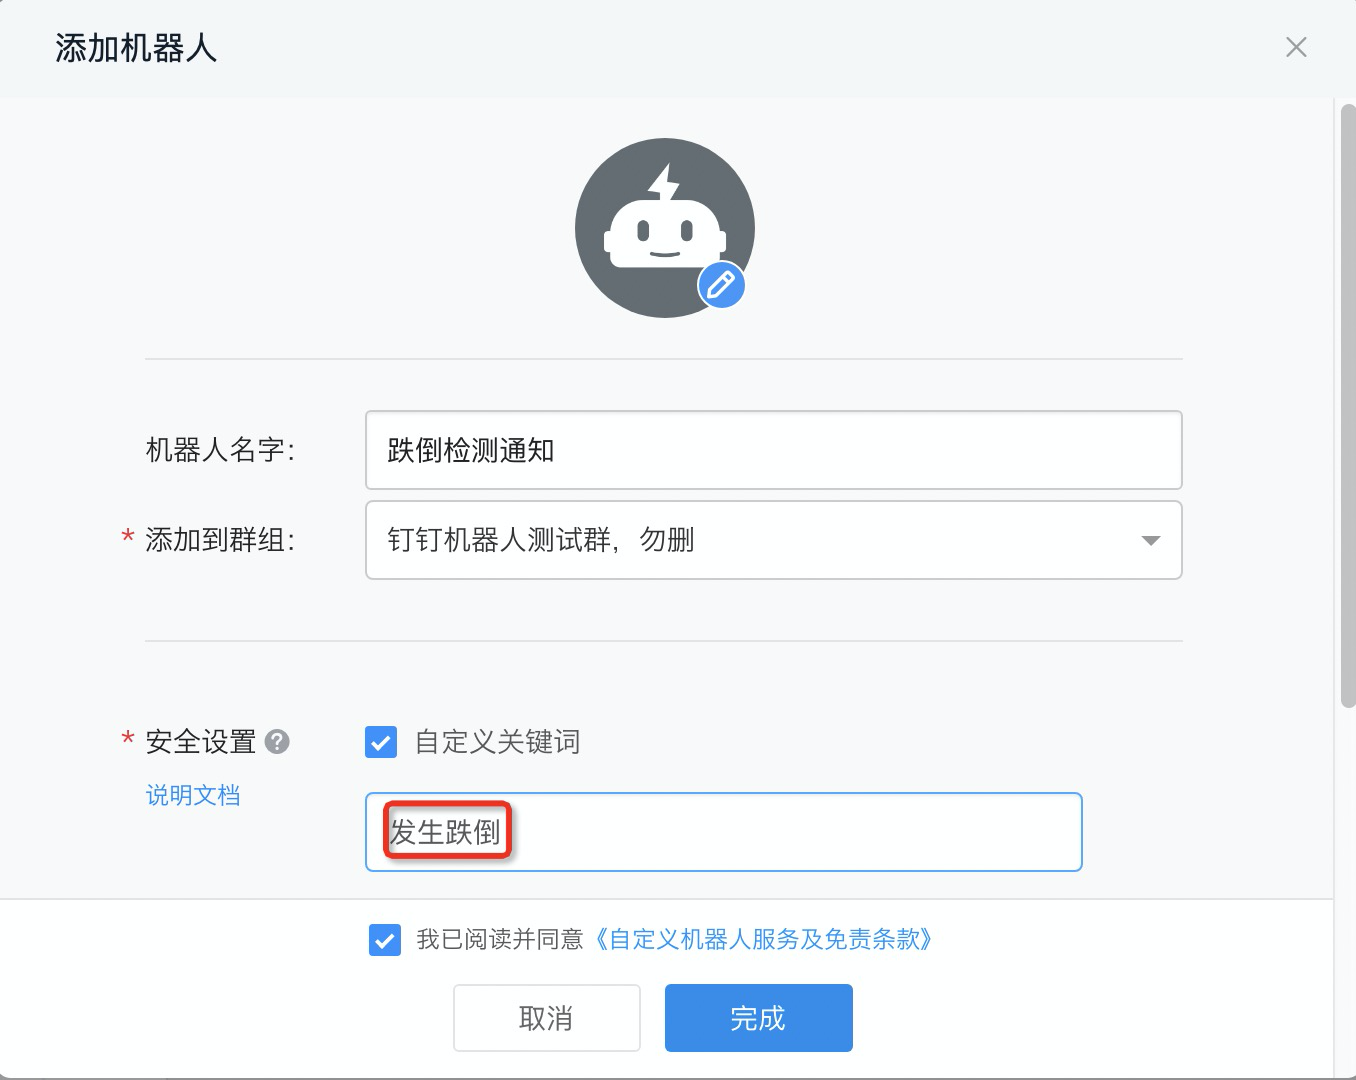 添加机器人
机器人名字:
跌倒检测通知
* 添加到群组:
钉钉机器人测试群，勿删
* 安全设置 ?
自定义关键词
说明文档
发生跌倒
我已阅读并同意《自定义机器人服务及免责条款》
取消
完成